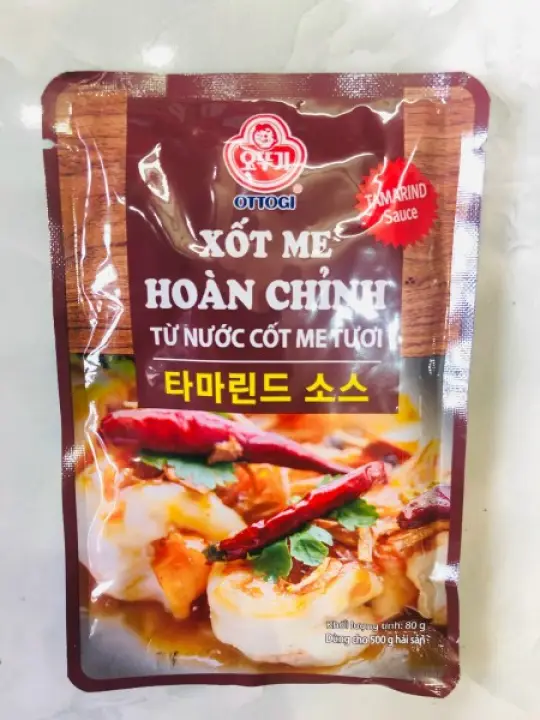 오뚜기
OTTOGI
®
TAMARIND
Sauce
XỐT ME
HOÀN CHỈNH
TỪ NƯỚC CỐT ME TƯƠI
타마린드 소스
Khối lượng tịnh: 80 g
Dùng cho 500 g hải sản